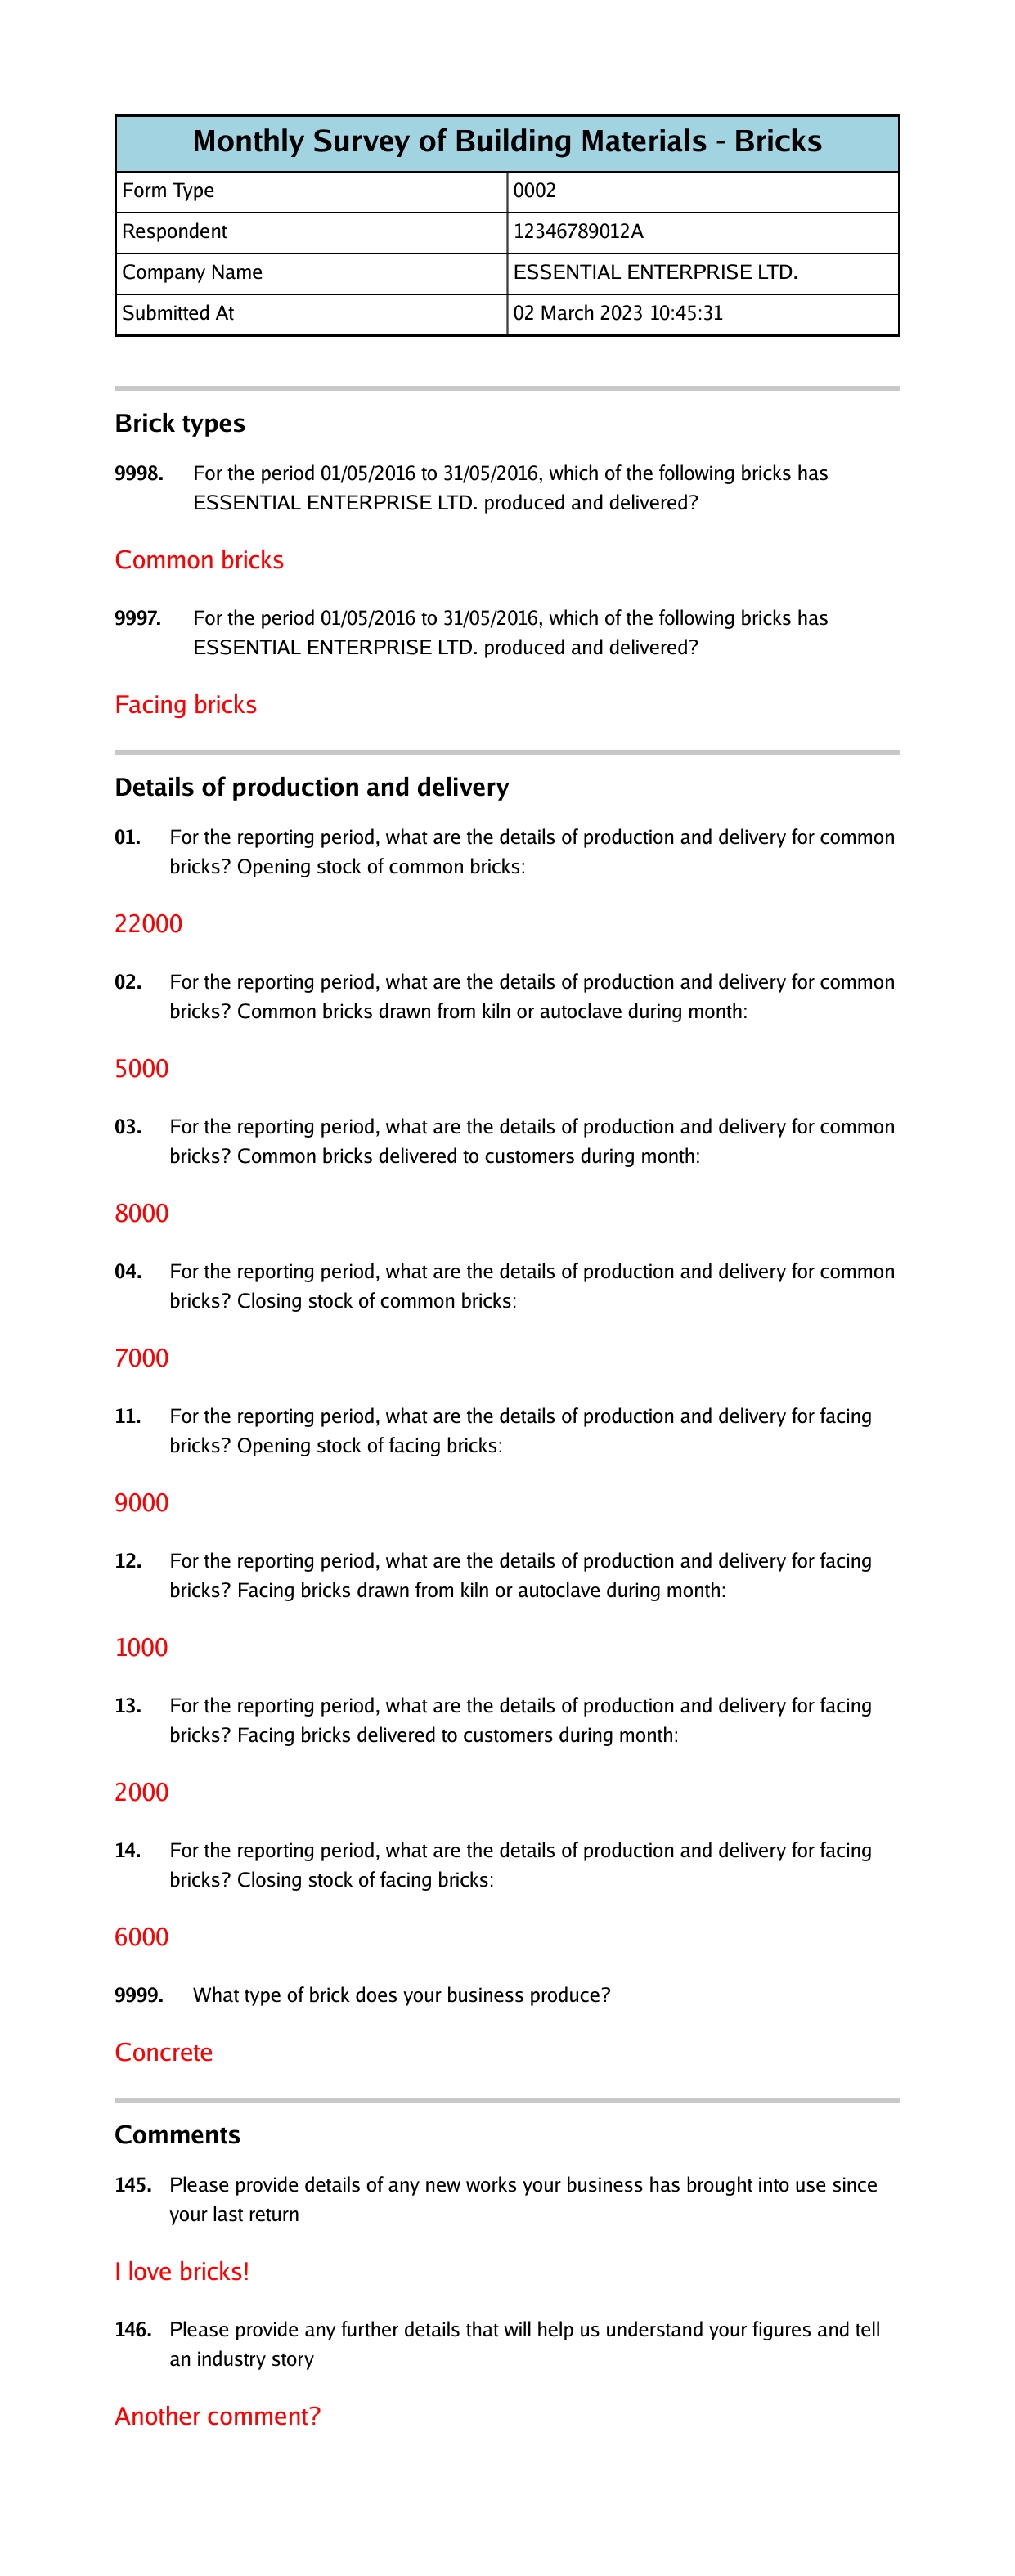 Monthly Survey of Building Materials - Bricks
Form Type 0002
Respondent 12346789012A
Company Name ESSENTIAL ENTERPRISE LTD.
Submitted At 02 March 2023 10:45:31
Brick types
9998. For the period 01/05/2016 to 31/05/2016, which of the following bricks has
ESSENTIAL ENTERPRISE LTD. produced and delivered?
Common bricks
9997. For the period 01/05/2016 to 31/05/2016, which of the following bricks has
ESSENTIAL ENTERPRISE LTD. produced and delivered?
Facing bricks
Details of production and delivery
01. For the reporting period, what are the details of production and delivery for common
bricks? Opening stock of common bricks:
22000
02. For the reporting period, what are the details of production and delivery for common
bricks? Common bricks drawn from kiln or autoclave during month:
5000
03. For the reporting period, what are the details of production and delivery for common
bricks? Common bricks delivered to customers during month:
8000
04. For the reporting period, what are the details of production and delivery for common
bricks? Closing stock of common bricks:
7000
11. For the reporting period, what are the details of production and delivery for facing
bricks? Opening stock of facing bricks:
9000
12. For the reporting period, what are the details of production and delivery for facing
bricks? Facing bricks drawn from kiln or autoclave during month:
1000
13. For the reporting period, what are the details of production and delivery for facing
bricks? Facing bricks delivered to customers during month:
2000
14. For the reporting period, what are the details of production and delivery for facing
bricks? Closing stock of facing bricks:
6000
9999. What type of brick does your business produce?
Concrete
Comments
145. Please provide details of any new works your business has brought into use since
your last return
I love bricks!
146. Please provide any further details that will help us understand your figures and tell
an industry story
Another comment?